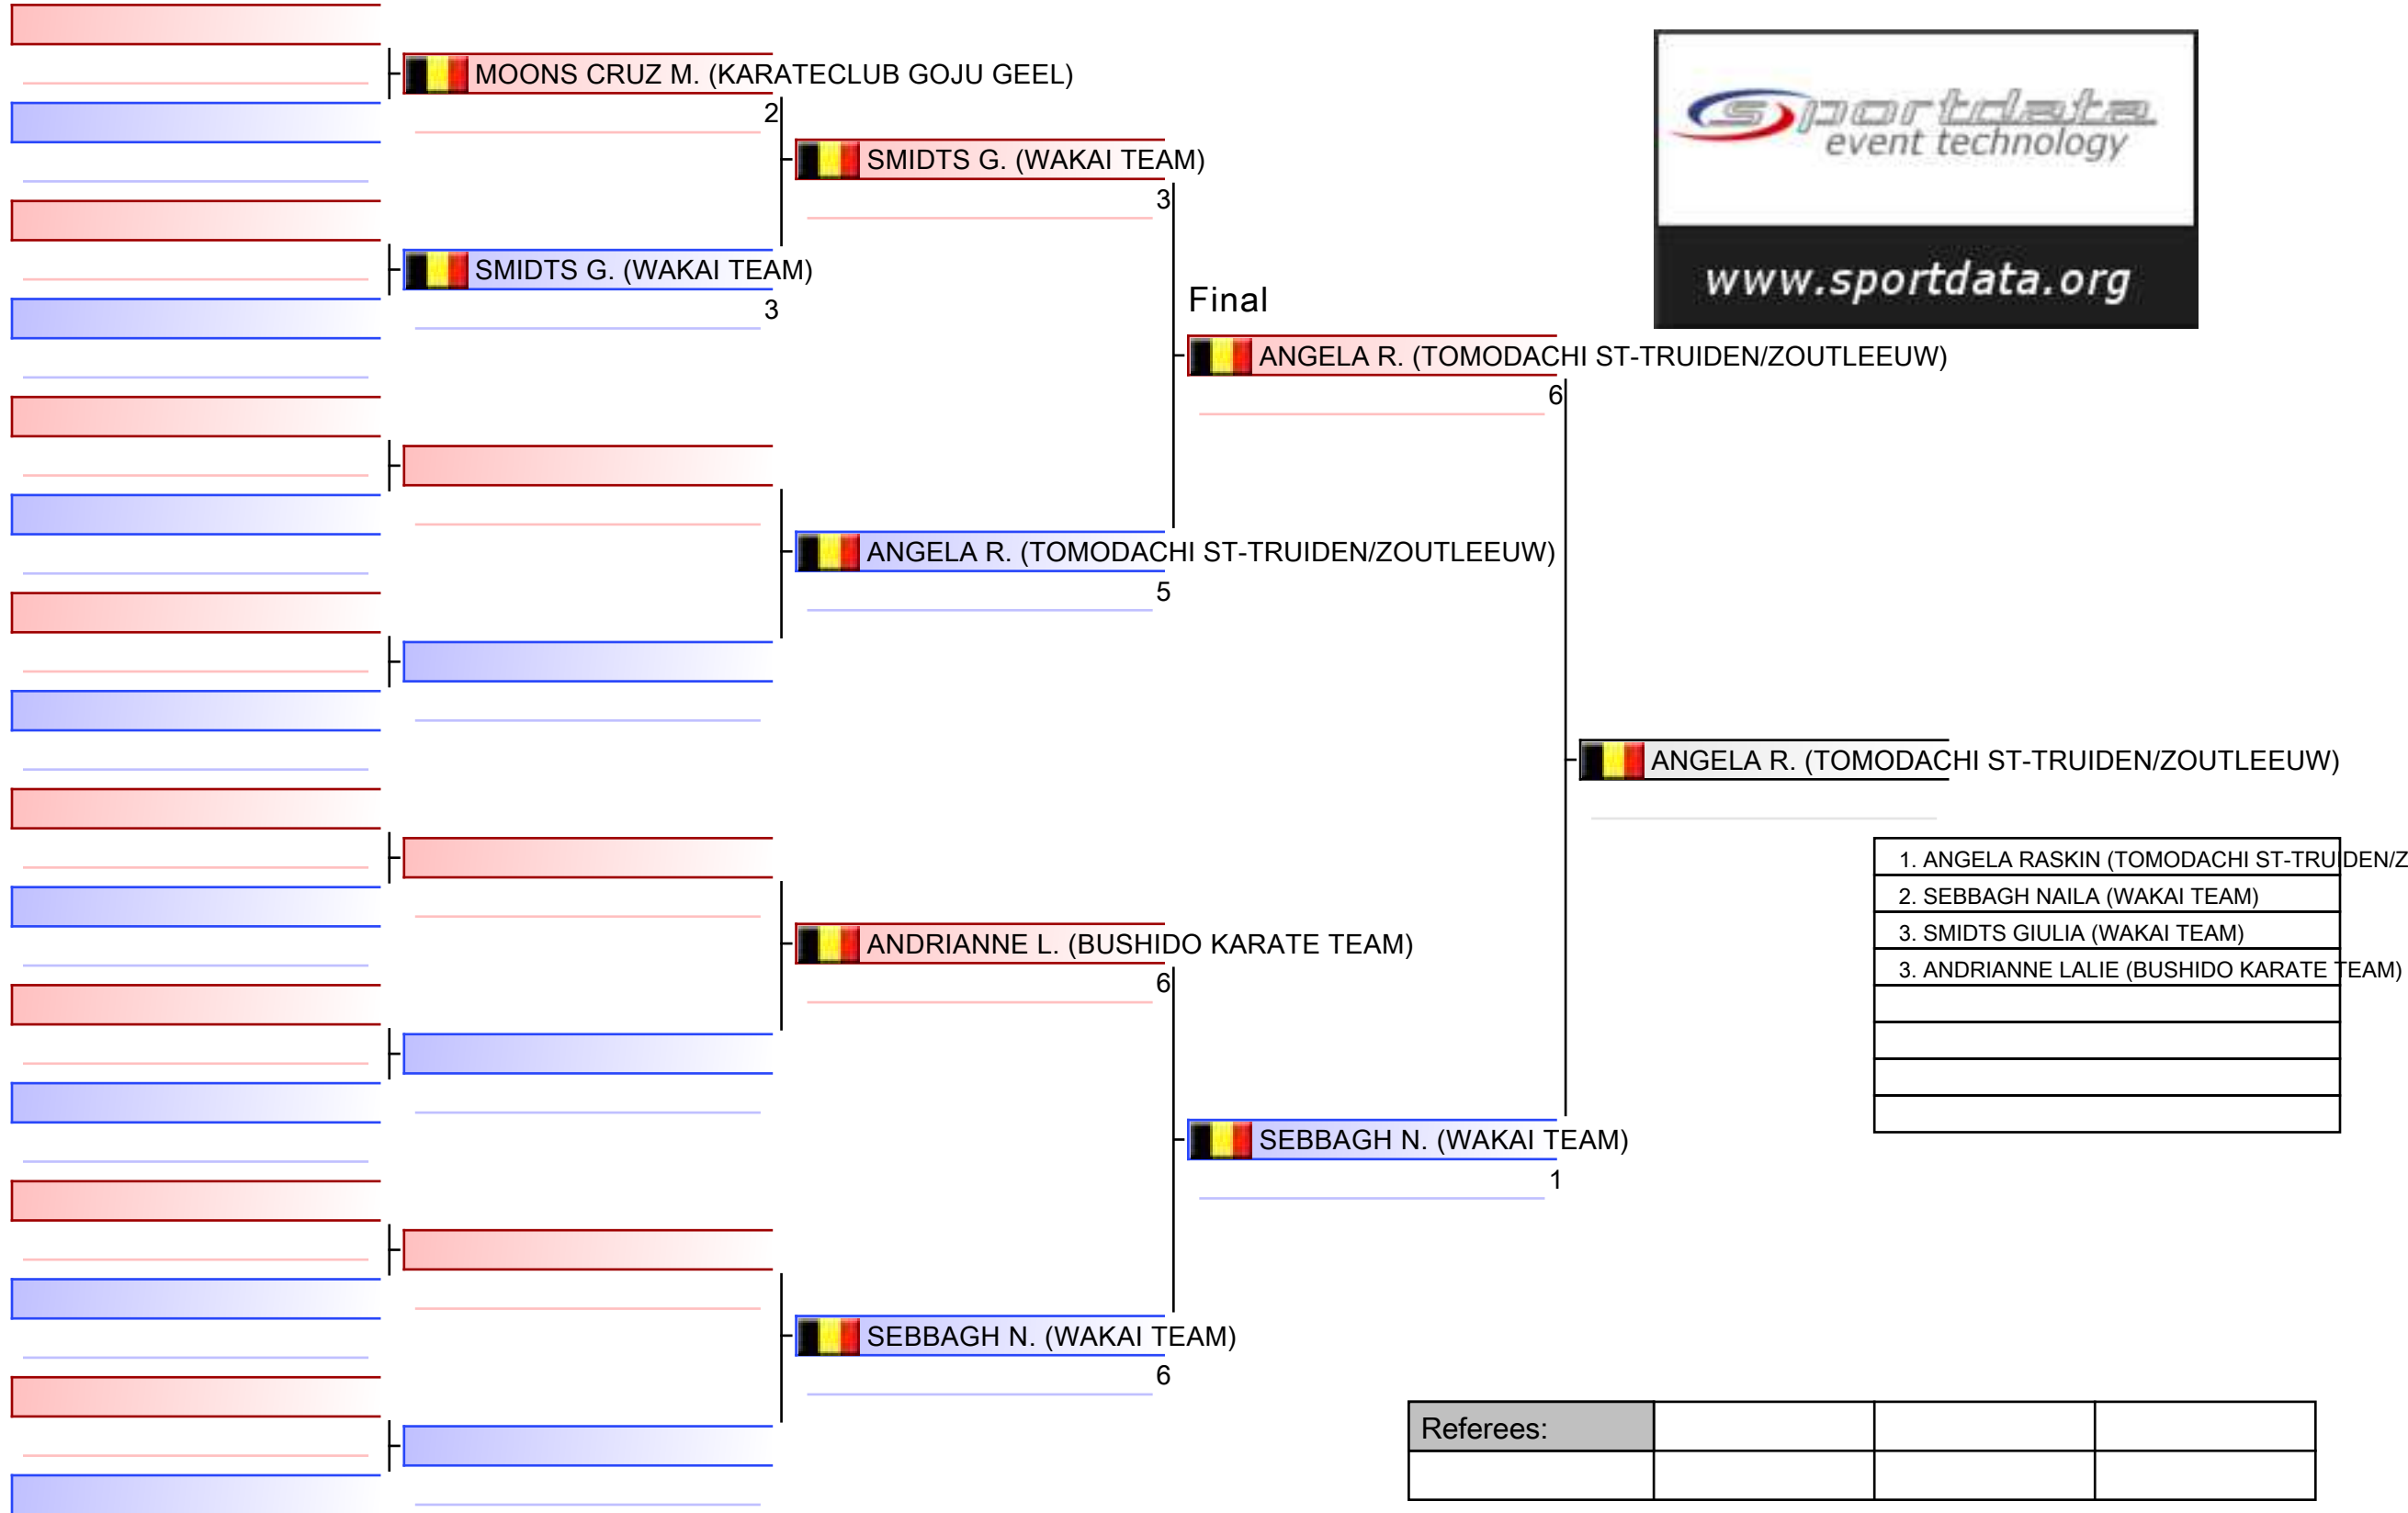 MOONS CRUZ M. (KARATECLUB GOJU GEEL)
2
SMIDTS G. (WAKAI TEAM)
3
SMIDTS G. (WAKAI TEAM)
3
ANGELA R. (TOMODACHI ST-TRUIDEN/ZOUTLEEUW)
5
ANDRIANNE L. (BUSHIDO KARATE TEAM)
6
SEBBAGH N. (WAKAI TEAM)
6
Final
ANGELA R. (TOMODACHI ST-TRUIDEN/ZOUTLEEUW)
6
SEBBAGH N. (WAKAI TEAM)
1
ANGELA R. (TOMODACHI ST-TRUIDEN/ZOUTLEEUW)
sportdata
event technology
www.sportdata.org
1. ANGELA RASKIN (TOMODACHI ST-TRUIDEN/Z
2. SEBBAGH NAILA (WAKAI TEAM)
3. SMIDTS GIULIA (WAKAI TEAM)
3. ANDRIANNE LALIE (BUSHIDO KARATE TEAM)
Referees: